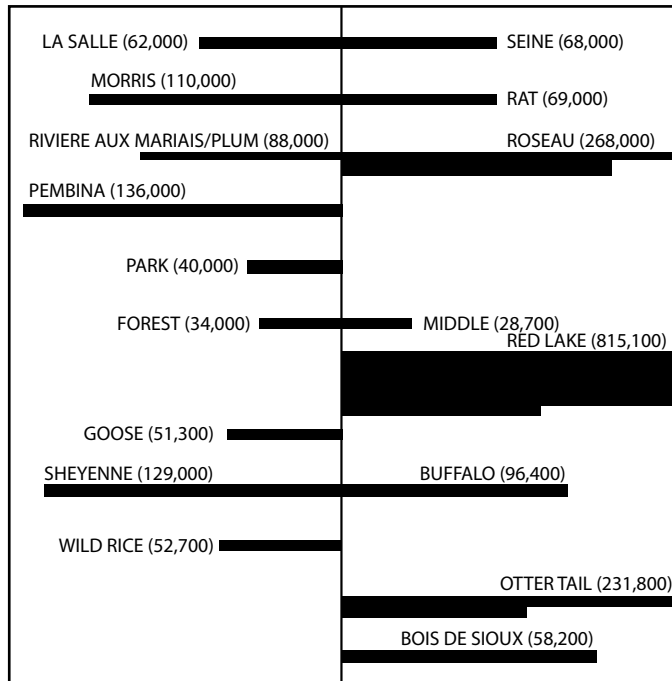 LA SALLE (62,000) SEINE (68,000)
MORRIS (110,000)
RAT (69,000)
RIVIERE AUX MARIAIS/PLUM (88,000) ROSEAU (268,000)
PEMBINA (136,000)
PARK (40,000)
FOREST (34,000) MIDDLE (28,700)
RED LAKE (815,100)
GOOSE (51,300)
SHEYENNE (129,000) BUFFALO (96,400)
WILD RICE (52,700)
OTTER TAIL (231,800)
BOIS DE SIOUX (58,200)